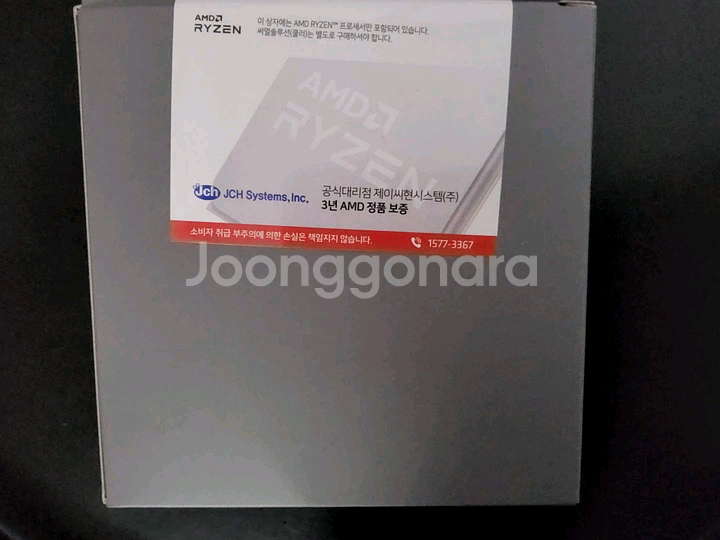 AMD
RYZEN
이 상자에는 AMD RYZEN™ 프로세서만 포함되어 있습니다.
써멀솔루션(쿨러)는 별도로 구매하셔야 합니다.
AMD
RYZEN
Jch JCH Systems, Inc.
공식대리점 제이씨현시스템(주)
3년 AMD 정품 보증
소비자 취급 부주의에 의한 손실은 책임지지 않습니다.
1577-3367
Joonggonara